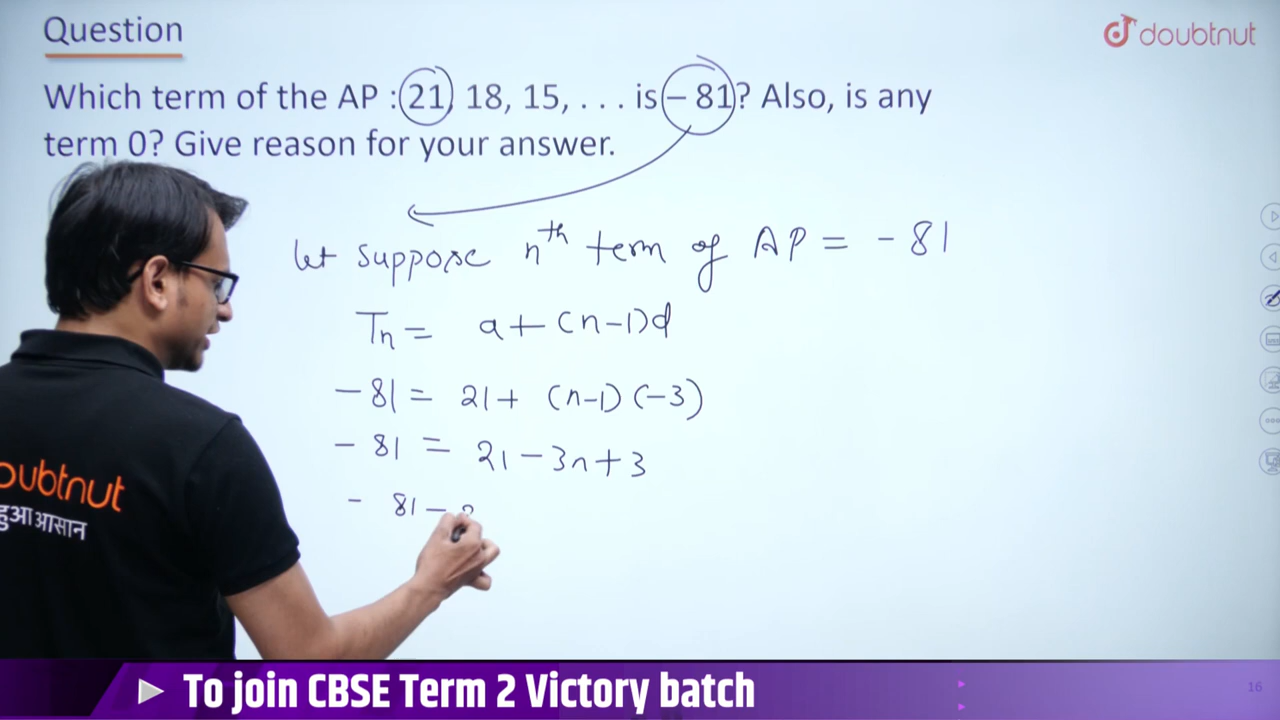 Question
doubtnut
Which term of the AP : 21, 18, 15, . . . is – 81? Also, is any
term 0? Give reason for your answer.
let suppose nth term of AP = - 81
Tn = a + (n-1)d
- 81 = 21 + (n-1) (-3)
- 81 = 21 - 3n + 3
- 81 -
oubtnut
हुआ आसान
To join CBSE Term 2 Victory batch
16